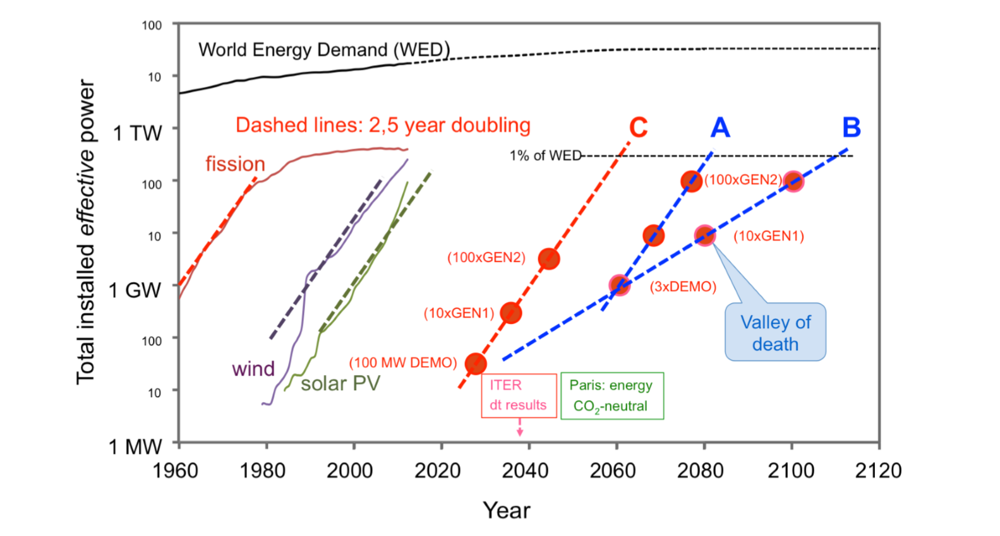 100
World Energy Demand (WED)
10
1 TW
Dashed lines: 2,5 year doubling
C
A
B
fission
1% of WED
100
(100xGEN2)
10
(10xGEN1)
(100xGEN2)
1 GW
(3xDEMO)
(10xGEN1)
Valley of
death
100
wind
solar PV
(100 MW DEMO)
10
ITER
dt results
Paris: energy
CO₂-neutral
1 MW
1960
1980
2000
2020
2040
2060
2080
2100
2120
Year
Total installed effective power